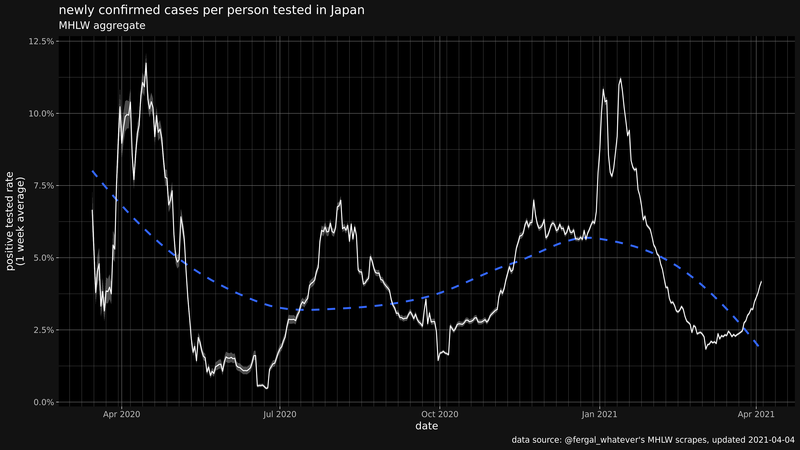 newly confirmed cases per person tested in Japan
MHLW aggregate
positive tested rate
(1 week average)
12.5%
10.0%
7.5%
5.0%
2.5%
0.0%
Apr 2020
Jul 2020
Oct 2020
Jan 2021
Apr 2021
date
data source: @fergal_whatever's MHLW scrapes, updated 2021-04-04